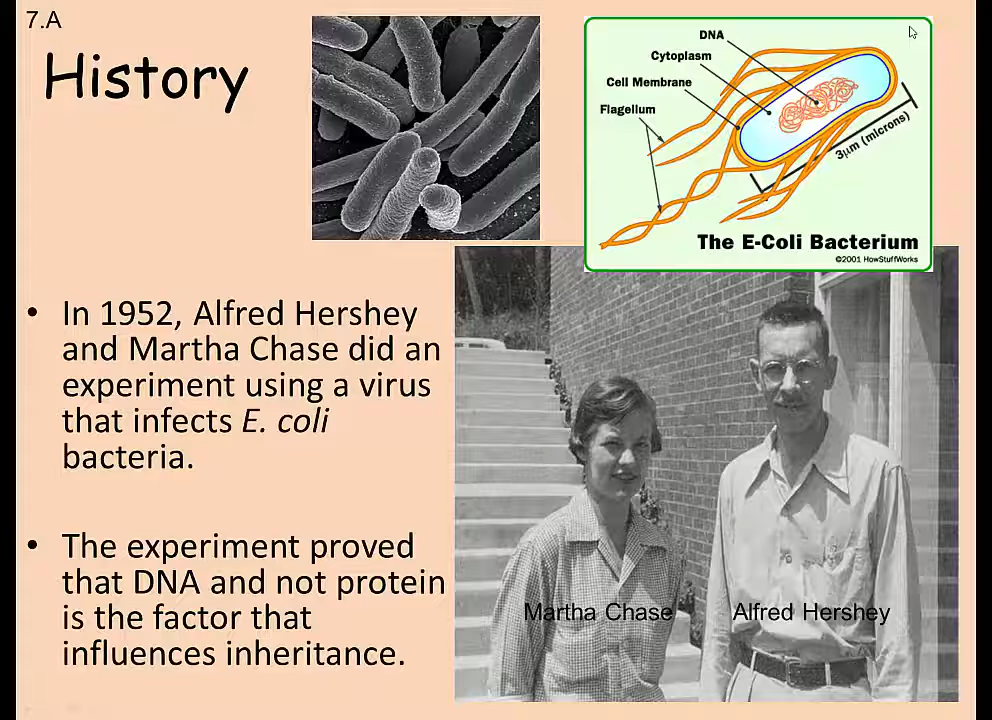 7.A
History
DNA
Cytoplasm
Cell Membrane
Flagellum
3μm (microns)
The E-Coli Bacterium
©2001 HowStuffWorks
• In 1952, Alfred Hershey
and Martha Chase did an
experiment using a virus
that infects E. coli
bacteria.
• The experiment proved
that DNA and not protein
is the factor that
influences inheritance.
Martha Chase
Alfred Hershey